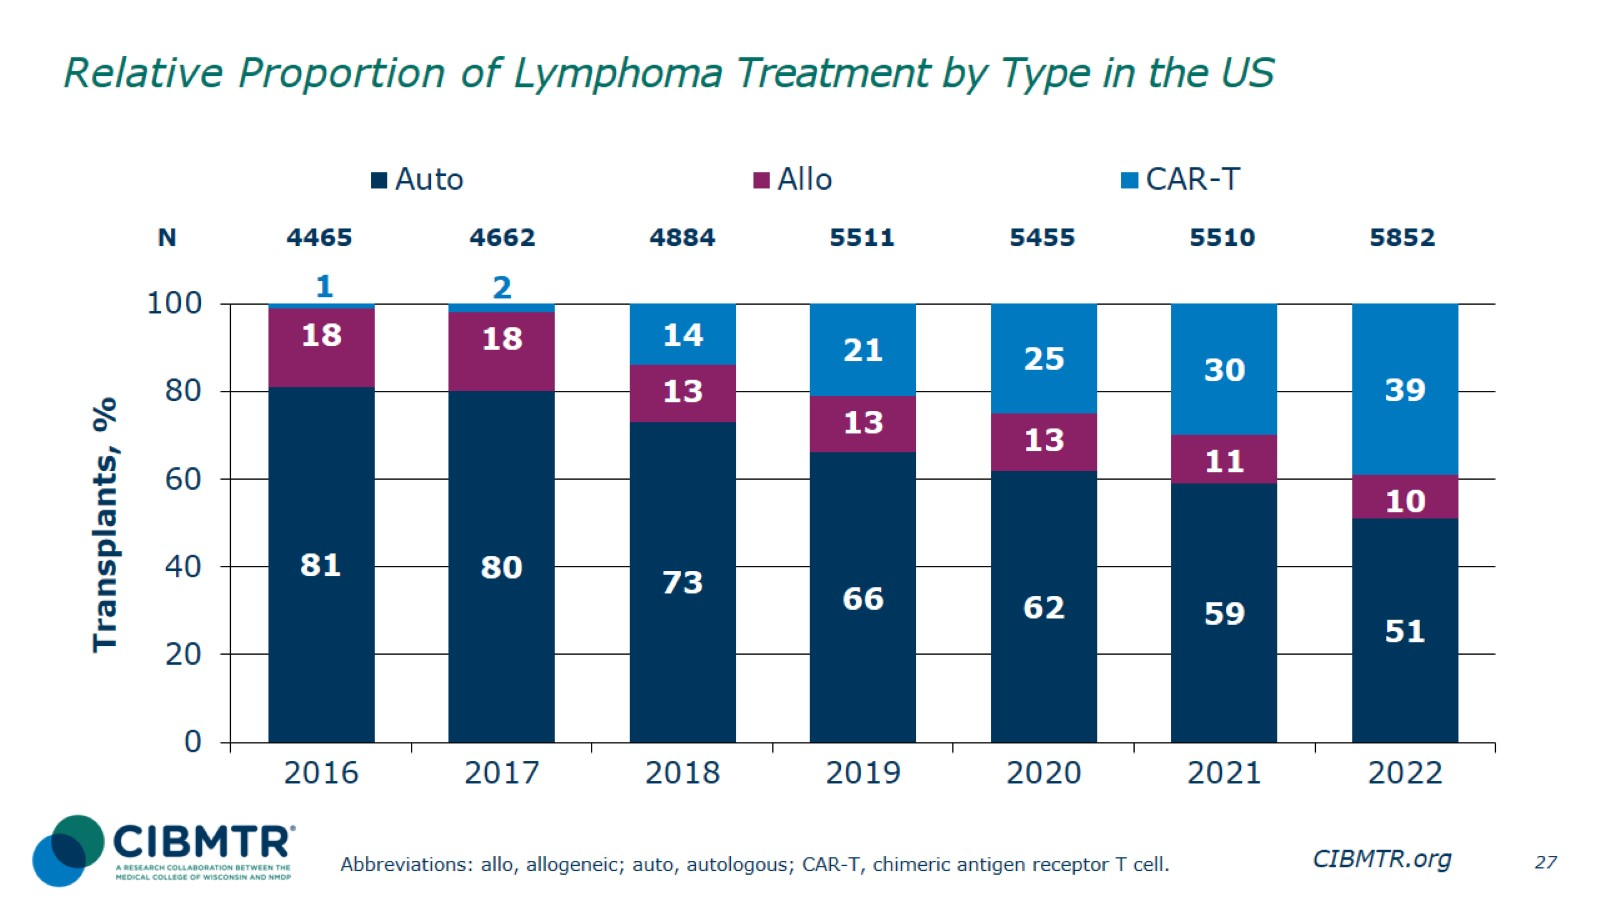 Relative Proportion of Lymphoma Treatment by Type in the US
Auto Allo CAR-T
N 4465 4662 4884 5511 5455 5510 5852
1 2
100
18 18 14 21 25 30 39
80
13 13 13 11 10
60
Transplants, %
40
81 80 73 66 62 59 51
20
0
2016 2017 2018 2019 2020 2021 2022
CIBMTR®
A RESEARCH COLLABORATION BETWEEN THE
MEDICAL COLLEGE OF WISCONSIN AND NMDP
Abbreviations: allo, allogeneic; auto, autologous; CAR-T, chimeric antigen receptor T cell.
CIBMTR.org
27